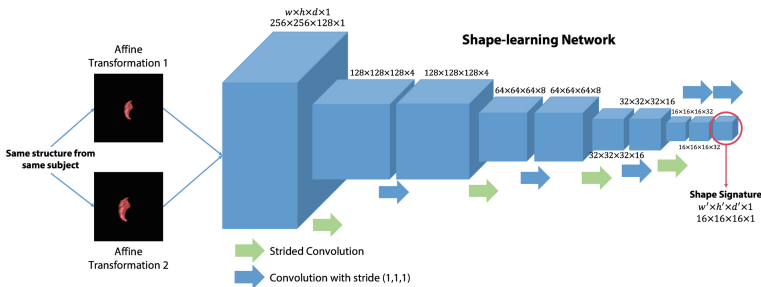 Affine
Transformation 1
Same structure from
same subject
Affine
Transformation 2
w×h×d×1
256×256×128×1
Shape-learning Network
128×128×128×4
128×128×128×4
64×64×64×8
64×64×64×8
32×32×32×16
32×32×32×16
16×16×16×32
16×16×16×32
Shape Signature
w'×h'×d'×1
16×16×16×1
Strided Convolution
Convolution with stride (1,1,1)